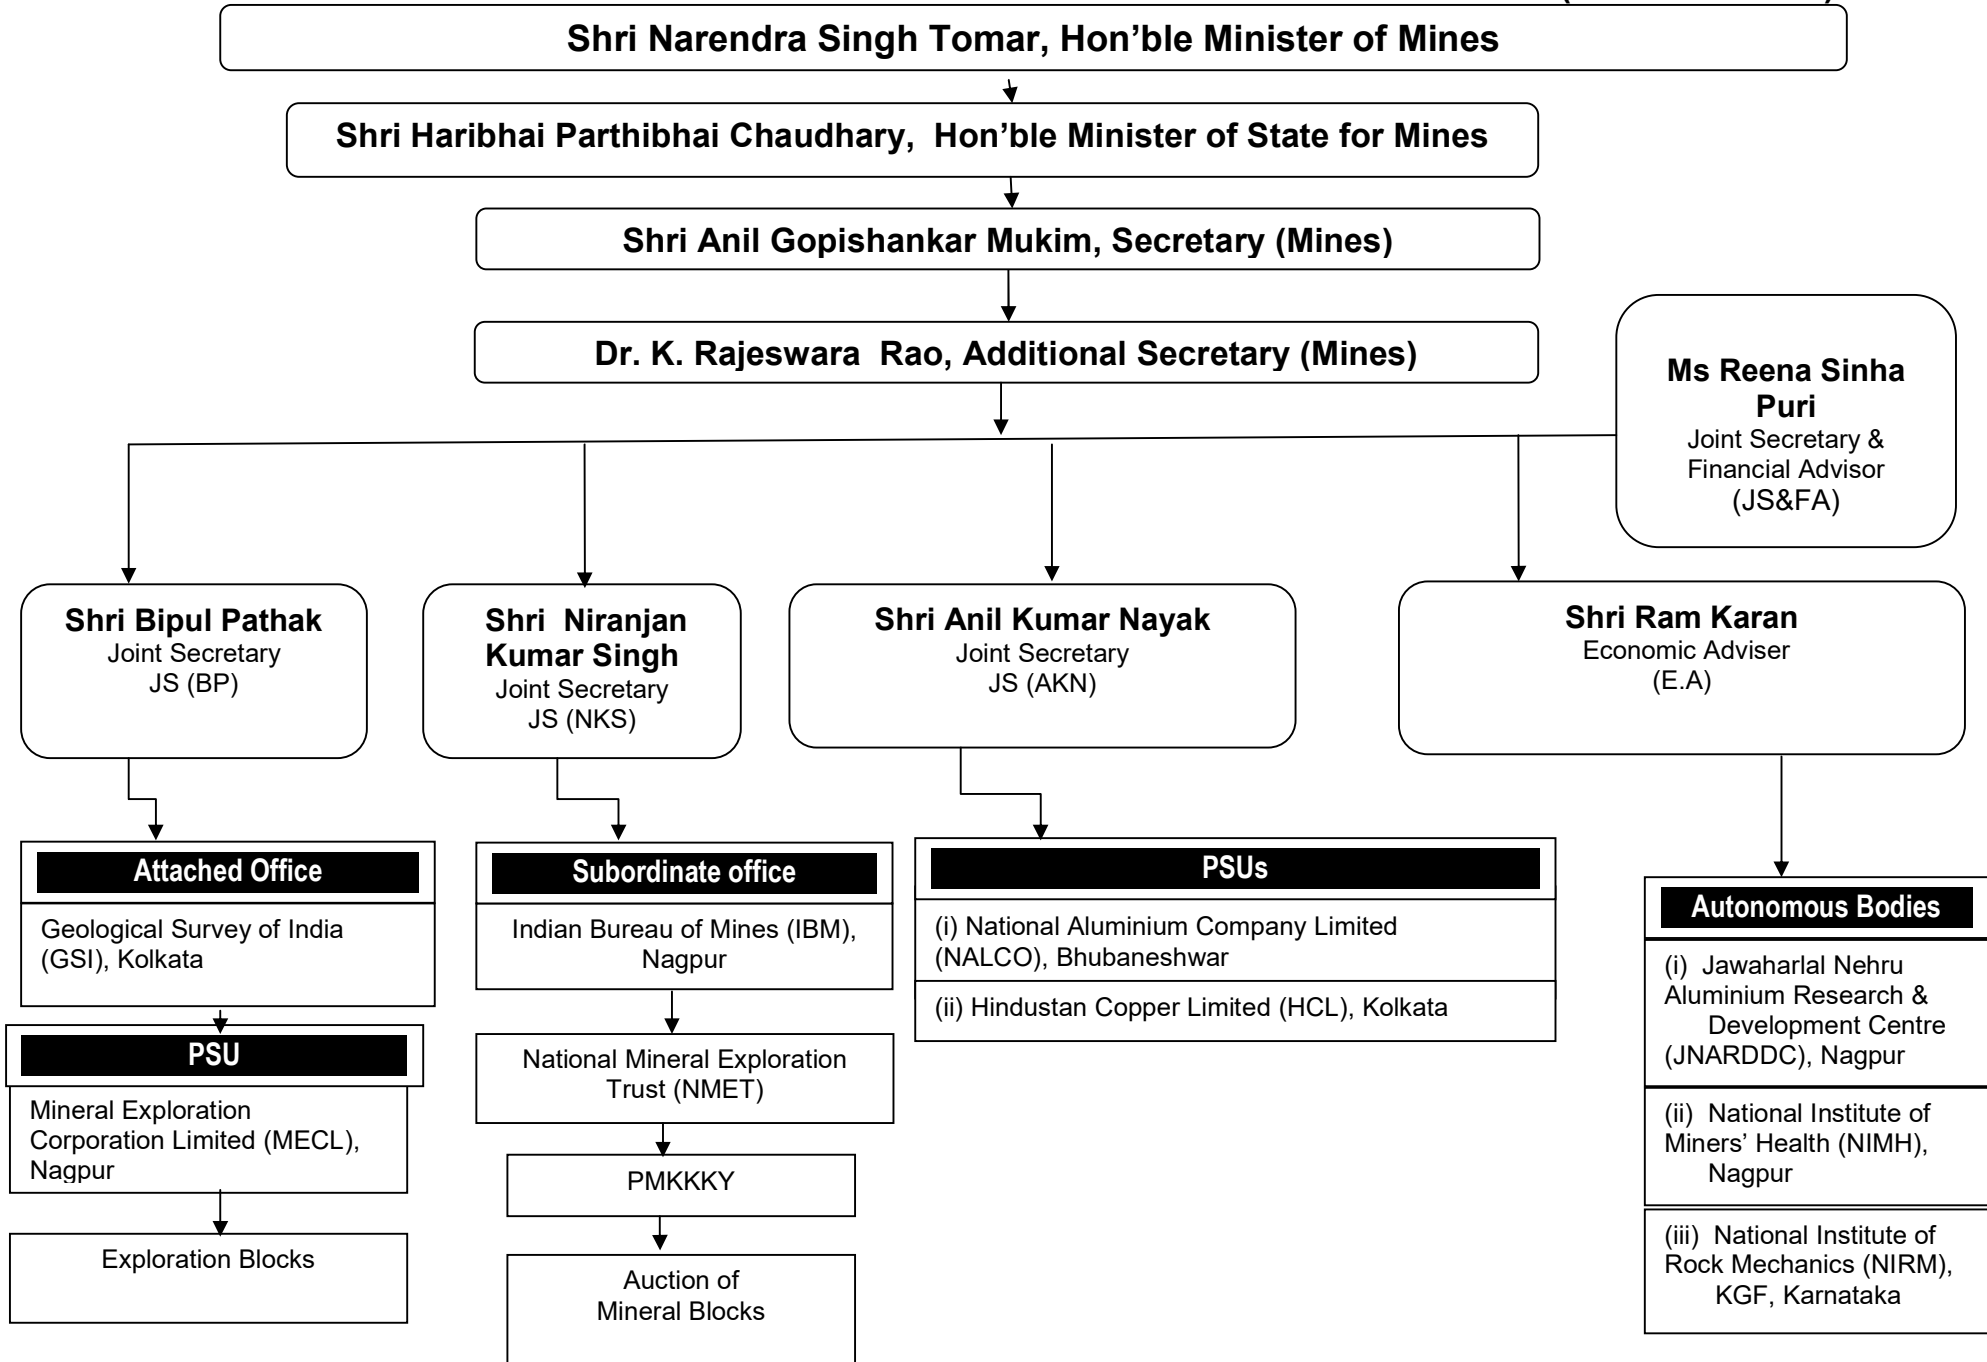 Shri Narendra Singh Tomar, Hon’ble Minister of Mines
Shri Haribhai Parthibhai Chaudhary, Hon’ble Minister of State for Mines
Shri Anil Gopishankar Mukim, Secretary (Mines)
Dr. K. Rajeswara Rao, Additional Secretary (Mines)
Ms Reena Sinha
Puri
Joint Secretary &
Financial Advisor
(JS&FA)
Shri Bipul Pathak
Joint Secretary
JS (BP)
Shri Niranjan
Kumar Singh
Joint Secretary
JS (NKS)
Shri Anil Kumar Nayak
Joint Secretary
JS (AKN)
Shri Ram Karan
Economic Adviser
(E.A)
Attached Office
Geological Survey of India
(GSI), Kolkata
PSU
Mineral Exploration
Corporation Limited (MECL),
Nagpur
Exploration Blocks
Subordinate office
Indian Bureau of Mines (IBM),
Nagpur
National Mineral Exploration
Trust (NMET)
PMKKKY
Auction of
Mineral Blocks
PSUs
(i) National Aluminium Company Limited
(NALCO), Bhubaneshwar
(ii) Hindustan Copper Limited (HCL), Kolkata
Autonomous Bodies
(i) Jawaharlal Nehru
Aluminium Research &
Development Centre
(JNARDDC), Nagpur
(ii) National Institute of
Miners’ Health (NIMH),
Nagpur
(iii) National Institute of
Rock Mechanics (NIRM),
KGF, Karnataka